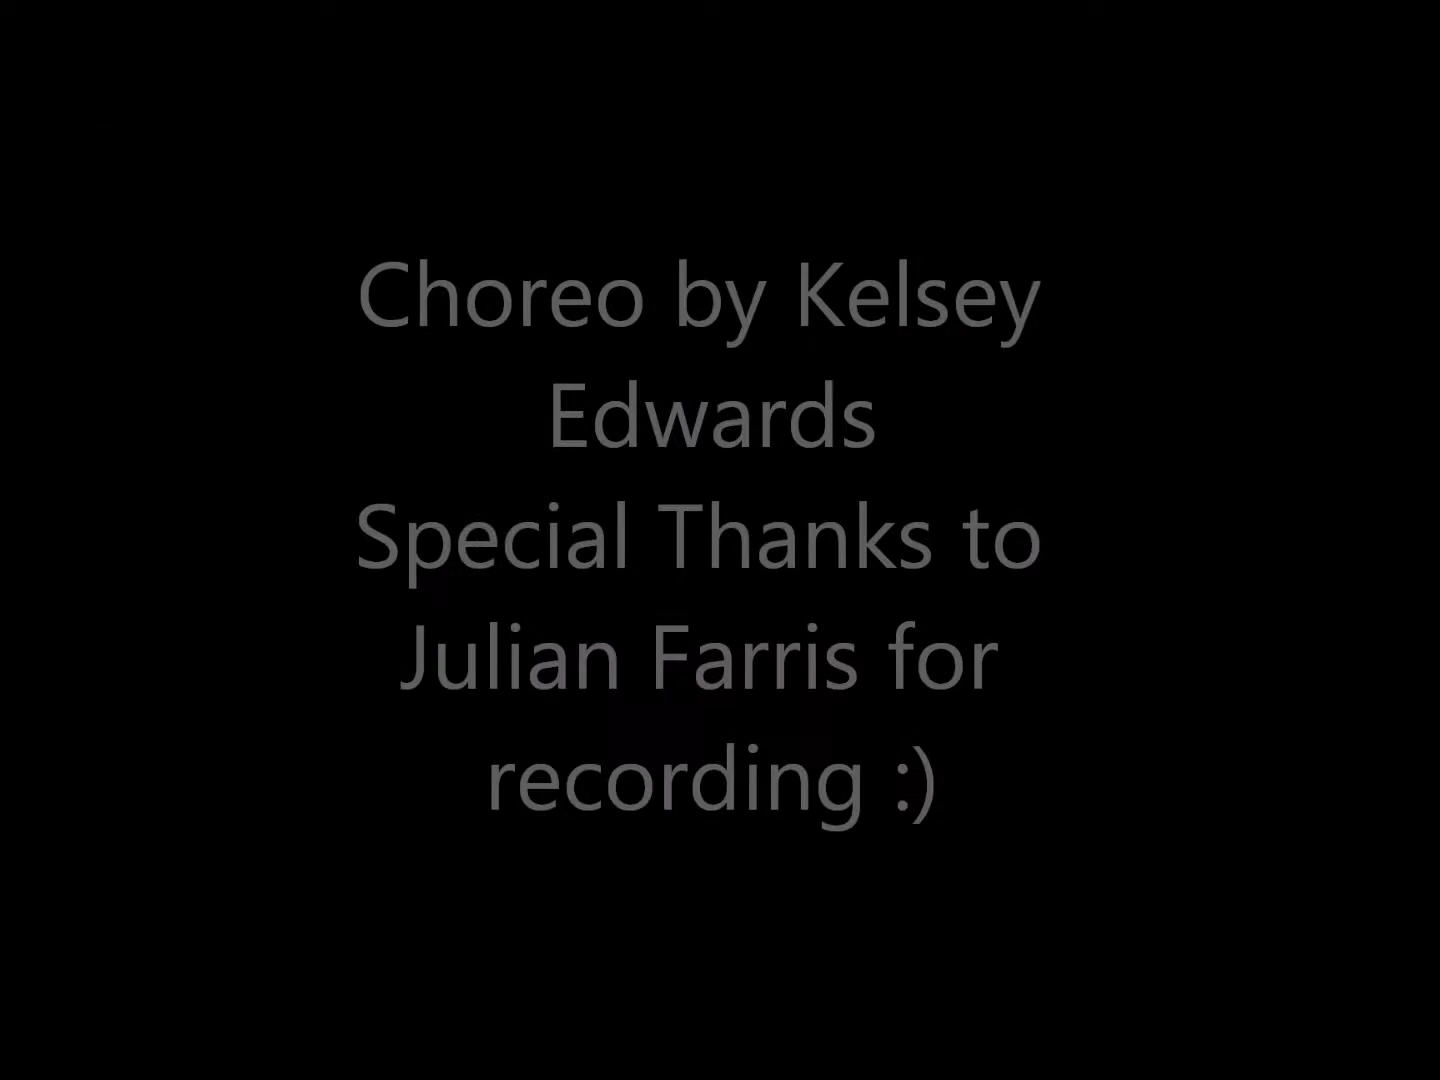 Choreo by Kelsey
Edwards
Special Thanks to
Julian Farris for
recording :)